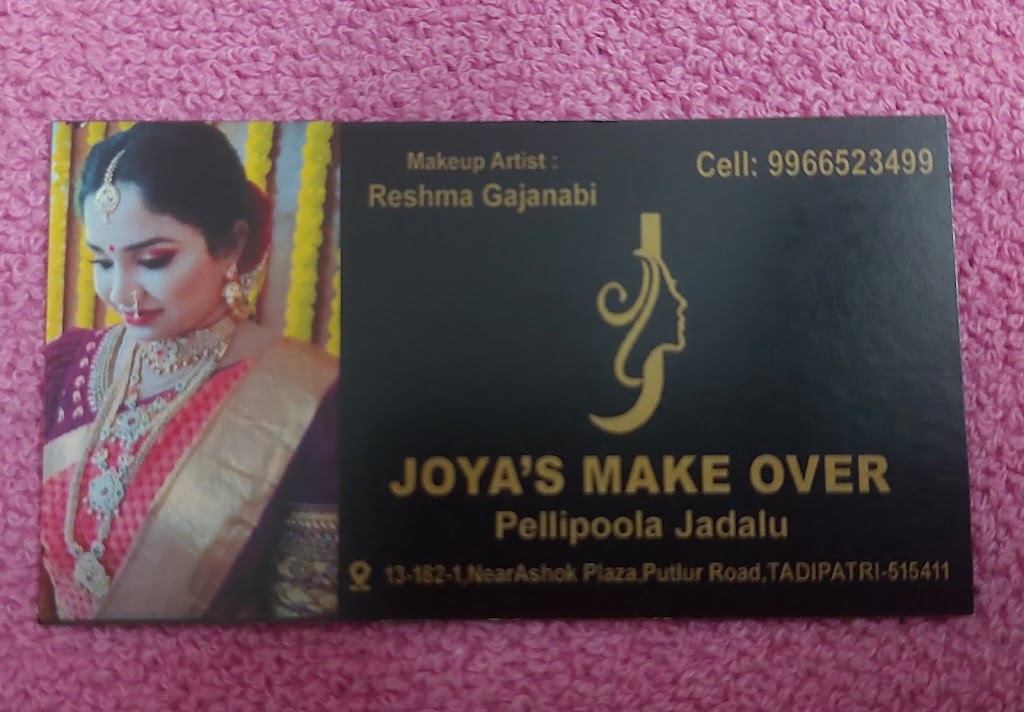 Makeup Artist :
Reshma Gajanabi
Cell: 9966523499
JOYA'S MAKE OVER
Pellipoola Jadalu
13-182-1,NearAshok Plaza,Putlur Road,TADIPATRI-515411